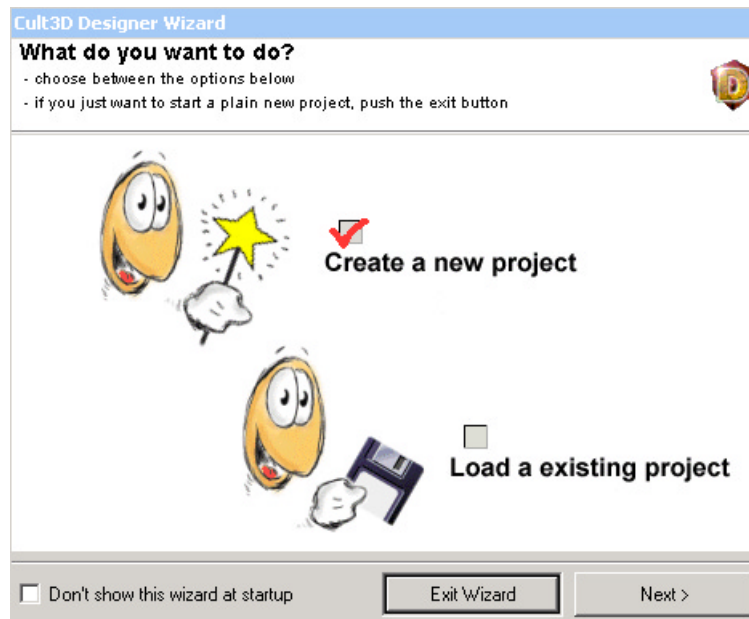 Cult3D Designer Wizard
What do you want to do?
- choose between the options below
- if you just want to start a plain new project, push the exit button
D
Create a new project
Load a existing project
Don't show this wizard at startup
Exit Wizard
Next >